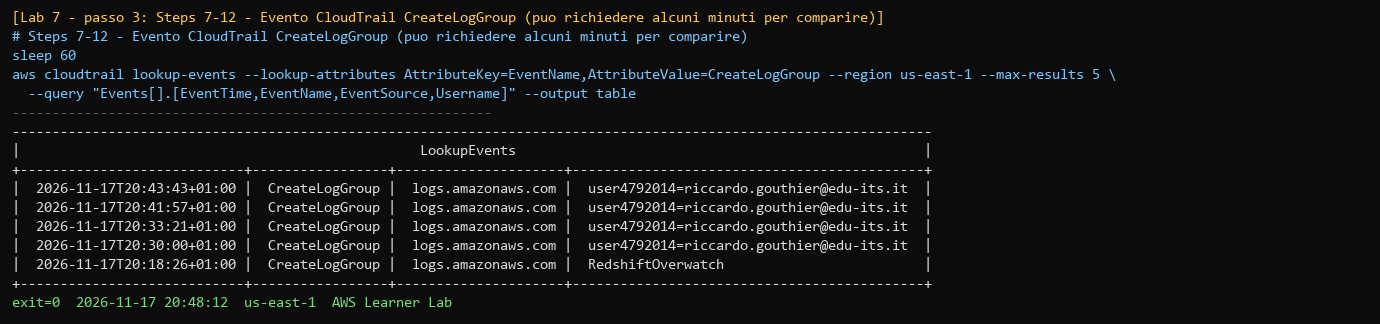 [Lab 7 - passo 3: Steps 7-12 - Evento CloudTrail CreateLogGroup (puo richiedere alcuni minuti per comparire)]
# Steps 7-12 - Evento CloudTrail CreateLogGroup (puo richiedere alcuni minuti per comparire)
sleep 60
aws cloudtrail lookup-events --lookup-attributes AttributeKey=EventName,AttributeValue=CreateLogGroup --region us-east-1 --max-results 5 \
  --query "Events[].[EventTime,EventName,EventSource,Username]" --output table
------------------------------------------------------------
-------------------------------------------------------------------------------------------------------------------
|                                                  LookupEvents                                                   |
+----------------------------+-----------------+---------------------+--------------------------------------------+
|  2026-11-17T20:43:43+01:00 |  CreateLogGroup |  logs.amazonaws.com |  user4792014=riccardo.gouthier@edu-its.it  |
|  2026-11-17T20:41:57+01:00 |  CreateLogGroup |  logs.amazonaws.com |  user4792014=riccardo.gouthier@edu-its.it  |
|  2026-11-17T20:33:21+01:00 |  CreateLogGroup |  logs.amazonaws.com |  user4792014=riccardo.gouthier@edu-its.it  |
|  2026-11-17T20:30:00+01:00 |  CreateLogGroup |  logs.amazonaws.com |  user4792014=riccardo.gouthier@edu-its.it  |
|  2026-11-17T20:18:26+01:00 |  CreateLogGroup |  logs.amazonaws.com |  RedshiftOverwatch                         |
+----------------------------+-----------------+---------------------+--------------------------------------------+
exit=0  2026-11-17 20:48:12  us-east-1  AWS Learner Lab